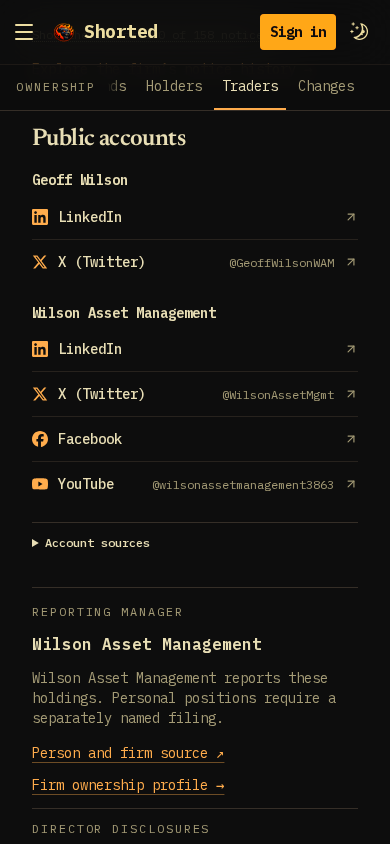 Shorted
Sign in
OWNERSHIP ds Holders Traders Changes
Public accounts
Geoff Wilson
LinkedIn ↗
X (Twitter) @GeoffWilsonWAM ↗
Wilson Asset Management
LinkedIn ↗
X (Twitter) @WilsonAssetMgmt ↗
Facebook ↗
YouTube @wilsonassetmanagement3863 ↗
▶ Account sources
REPORTING MANAGER
Wilson Asset Management
Wilson Asset Management reports these
holdings. Personal positions require a
separately named filing.
Person and firm source ↗
Firm ownership profile →
DIRECTOR DISCLOSURES